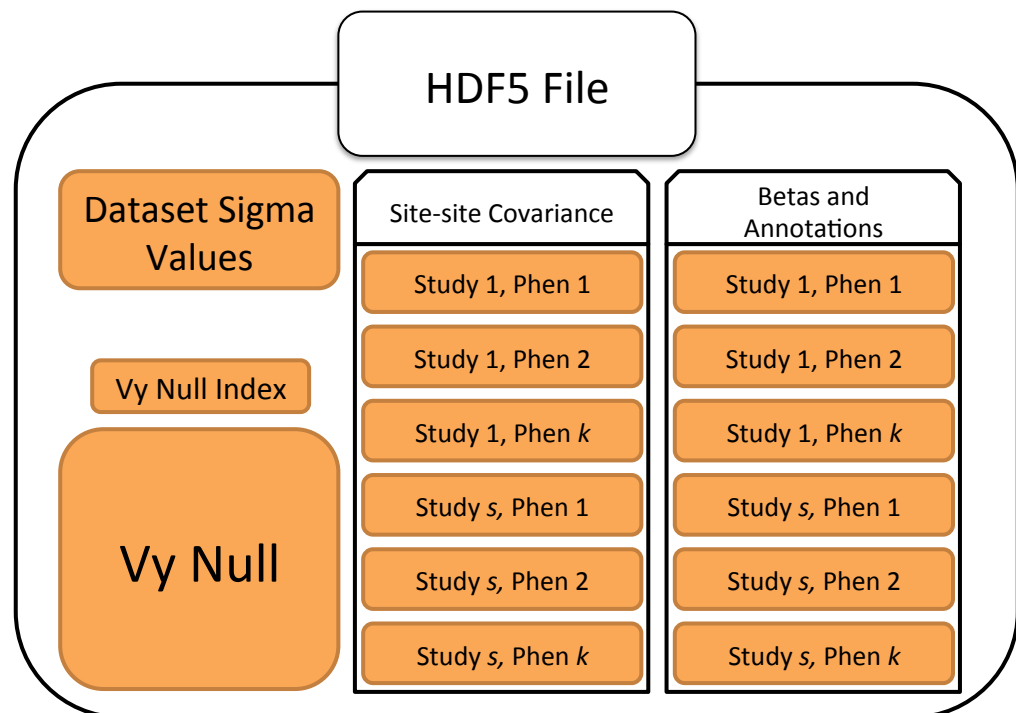 HDF5 File
Dataset Sigma
Values
Vy Null Index
Vy Null
Site-site Covariance
Study 1, Phen 1
Study 1, Phen 2
Study 1, Phen k
Study s, Phen 1
Study s, Phen 2
Study s, Phen k
Betas and
Annotations
Study 1, Phen 1
Study 1, Phen 2
Study 1, Phen k
Study s, Phen 1
Study s, Phen 2
Study s, Phen k